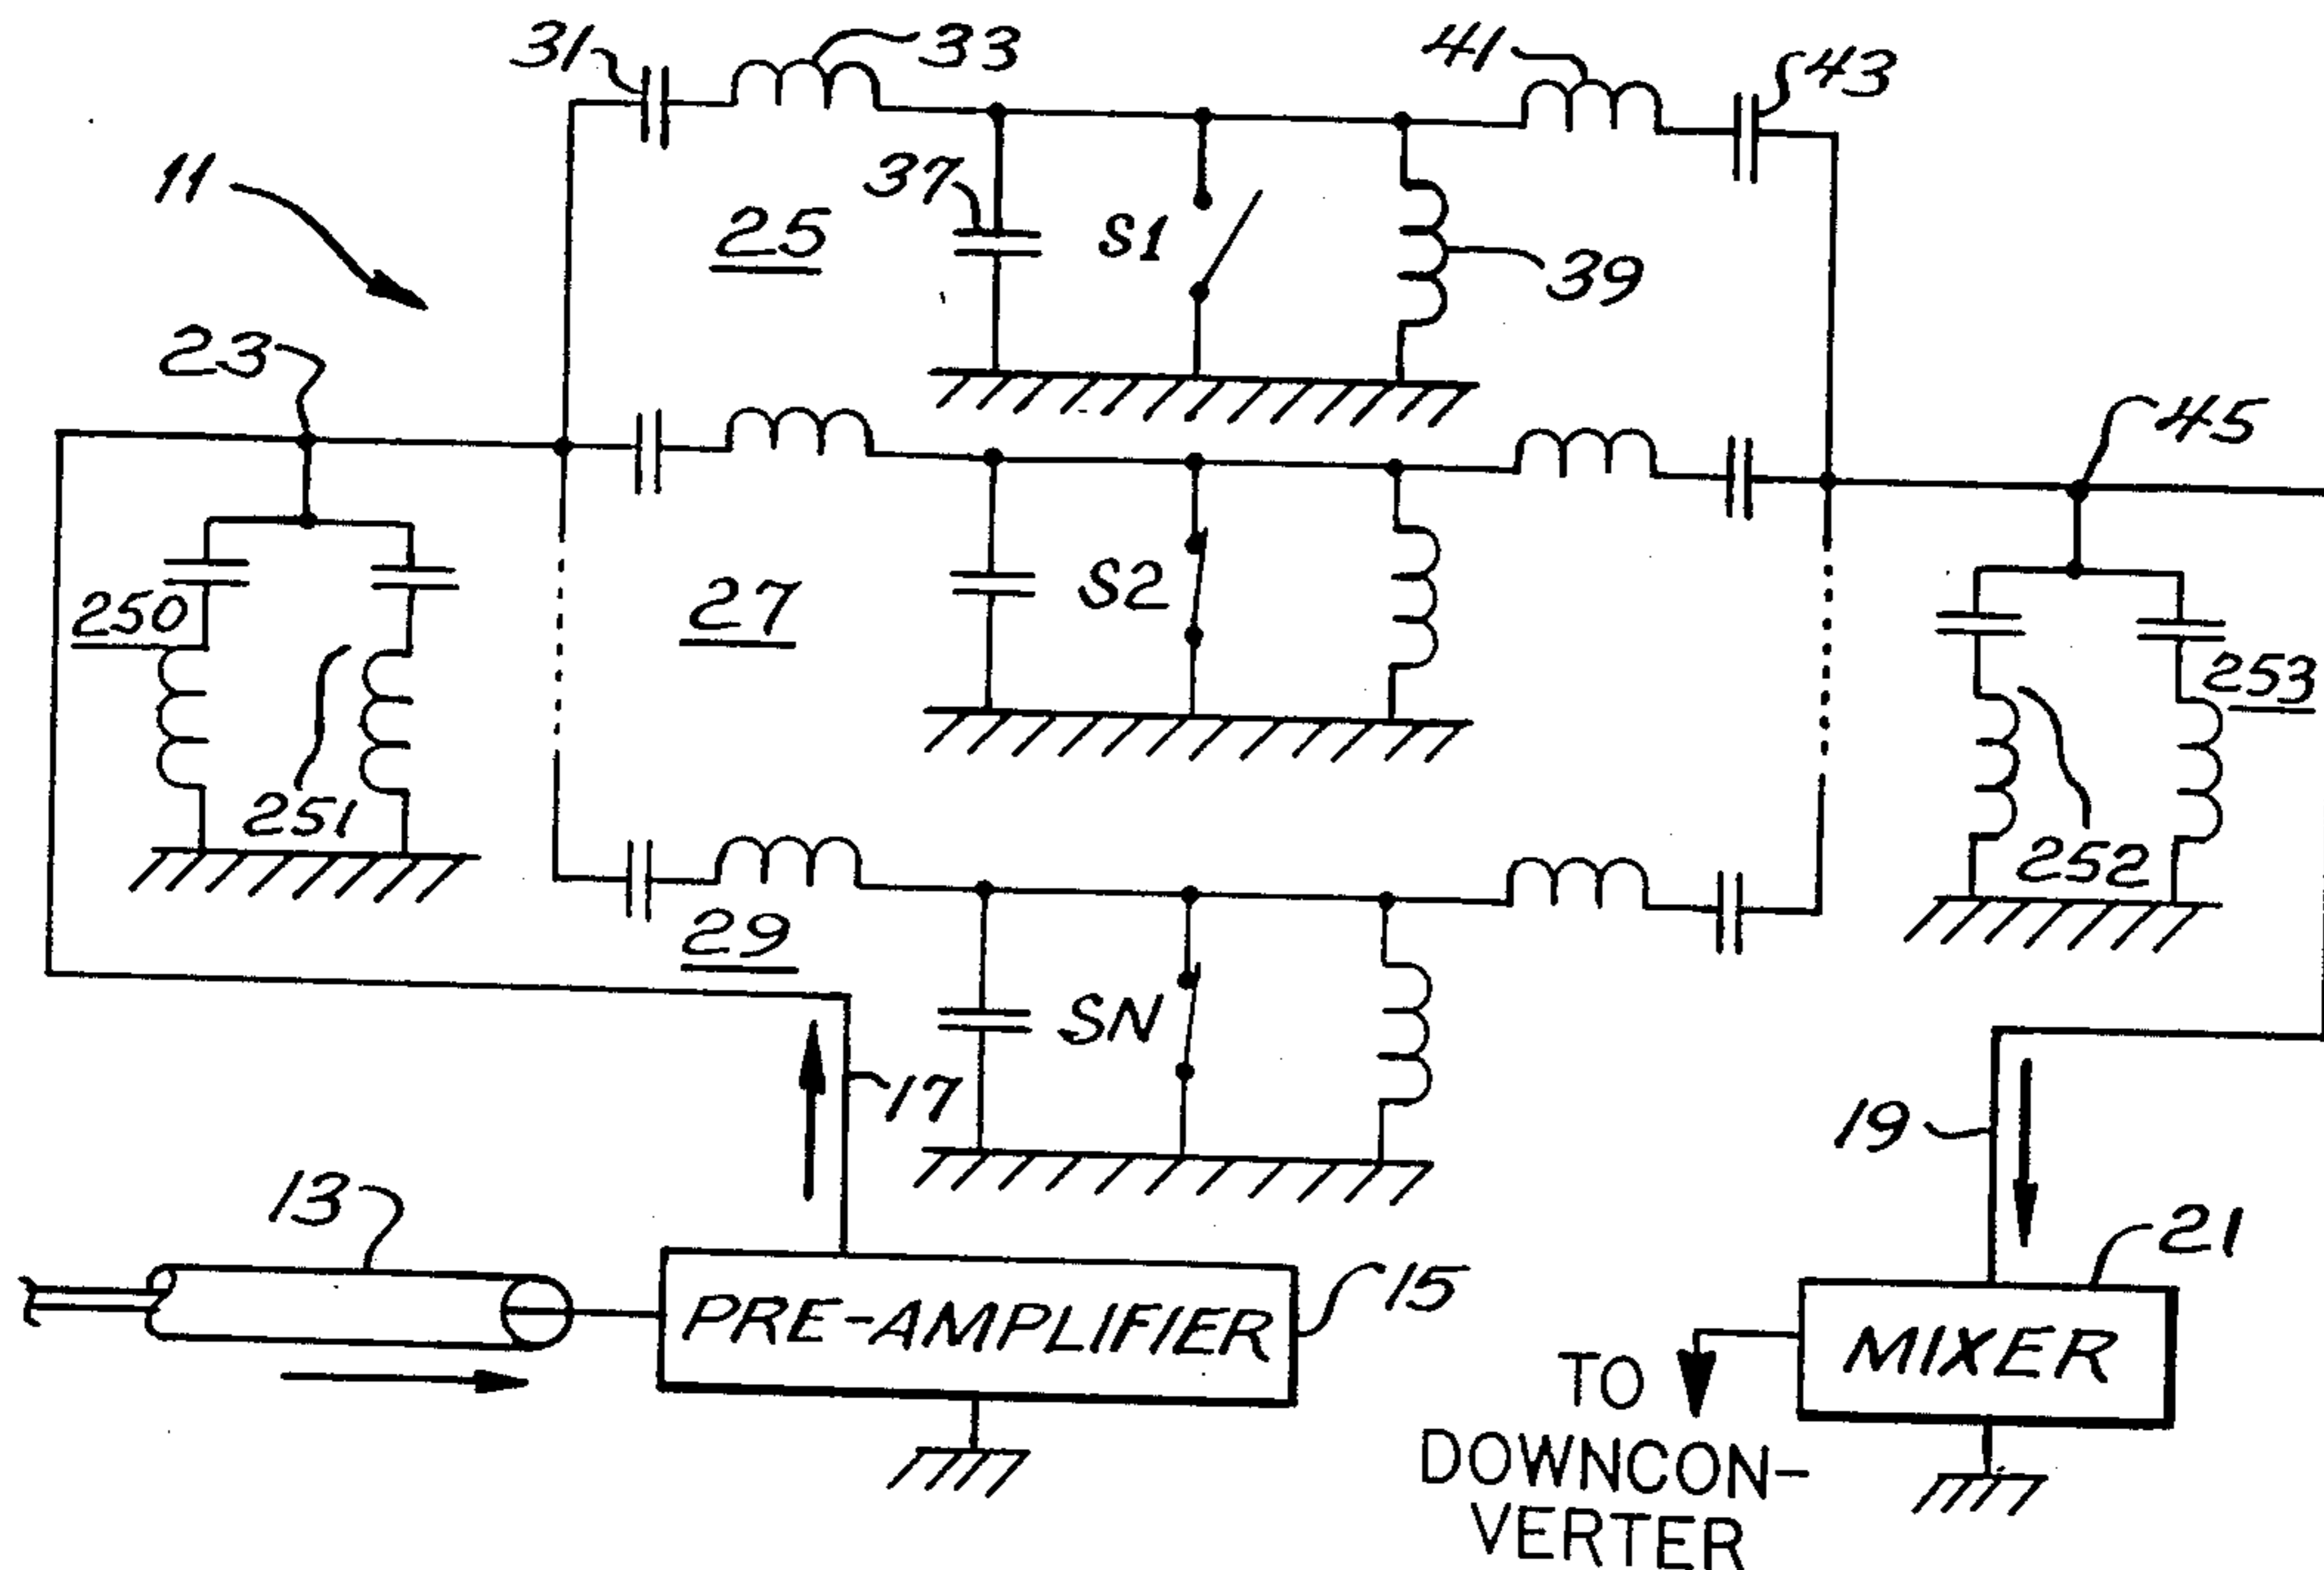 31
33
41
43
11
25
37
S1
39
23
45
250
27
S2
253
251
252
29
SN
17
19
13
15
21
PRE-AMPLIFIER
MIXER
TO
DOWNCON-
VERTER